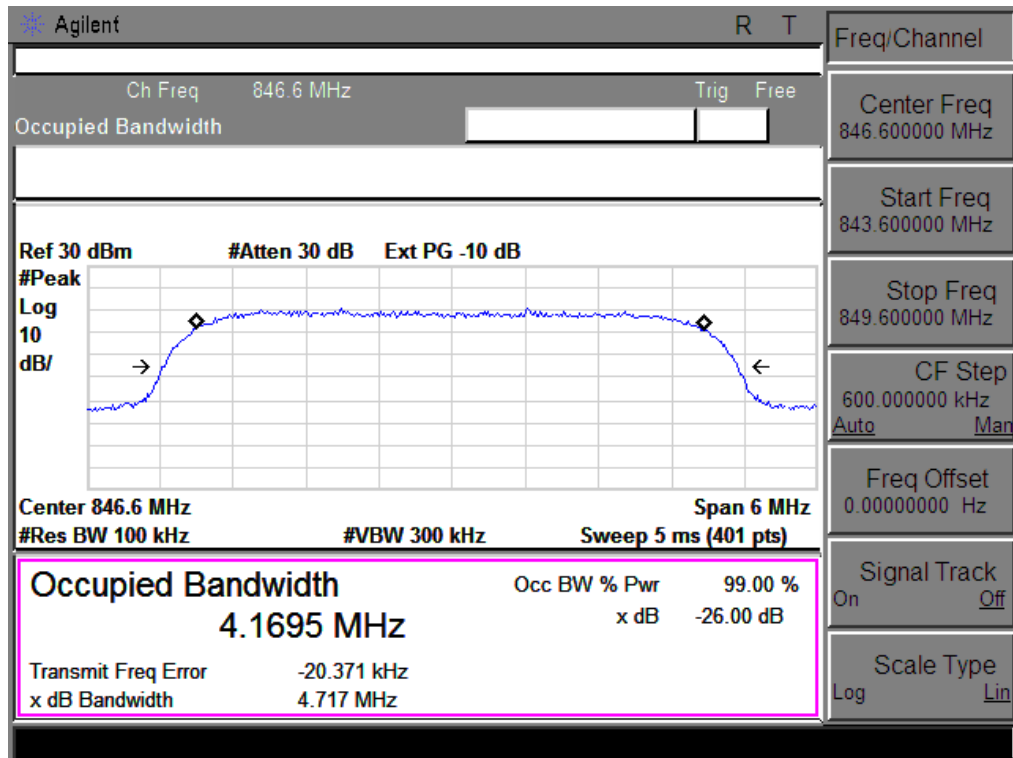 Agilent R T
Freq/Channel
Ch Freq 846.6 MHz Trig Free
Occupied Bandwidth
Center Freq
846.600000 MHz
Start Freq
843.600000 MHz
Stop Freq
849.600000 MHz
CF Step
600.000000 kHz
Auto Man
Freq Offset
0.00000000 Hz
Signal Track
On Off
Scale Type
Log Lin
Ref 30 dBm #Atten 30 dB Ext PG -10 dB
#Peak
Log
10
dB/
Center 846.6 MHz Span 6 MHz
#Res BW 100 kHz #VBW 300 kHz Sweep 5 ms (401 pts)
Occupied Bandwidth Occ BW % Pwr 99.00 %
4.1695 MHz x dB -26.00 dB
Transmit Freq Error -20.371 kHz
x dB Bandwidth 4.717 MHz